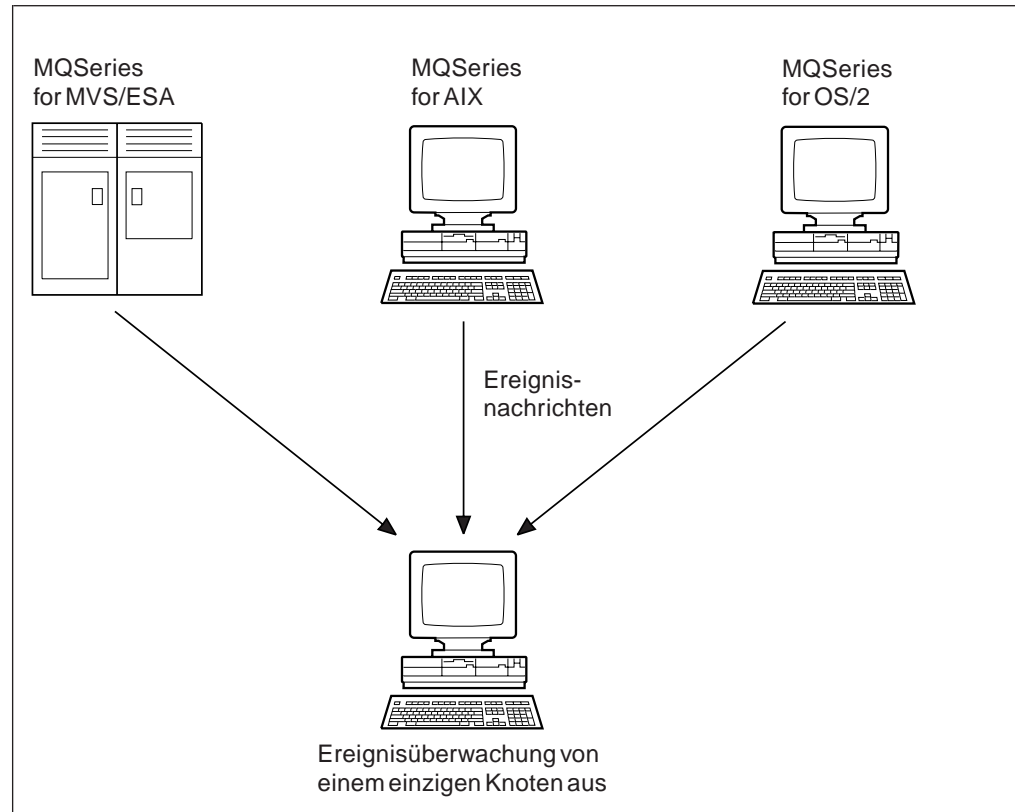 MQSeries
for MVS/ESA
MQSeries
for AIX
MQSeries
for OS/2
Ereignis-
nachrichten
Ereignisüberwachung von
einem einzigen Knoten aus